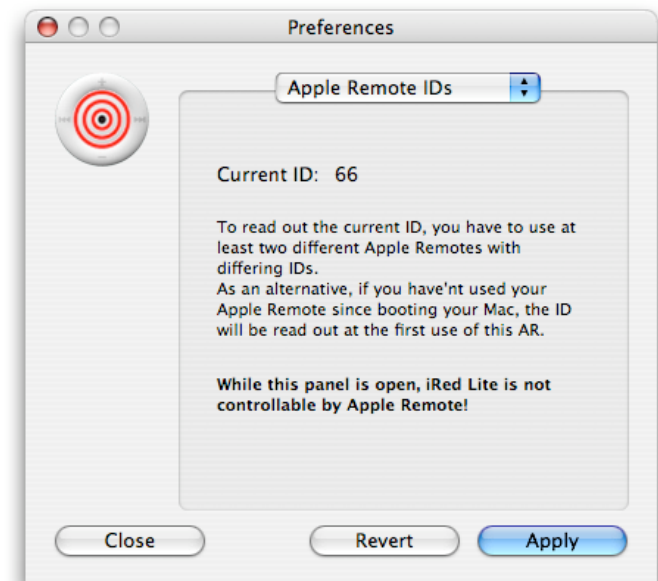 Preferences
Apple Remote IDs
Current ID: 66
To read out the current ID, you have to use at
least two different Apple Remotes with
differing IDs.
As an alternative, if you have'nt used your
Apple Remote since booting your Mac, the ID
will be read out at the first use of this AR.
While this panel is open, iRed Lite is not
controllable by Apple Remote!
Close
Revert
Apply